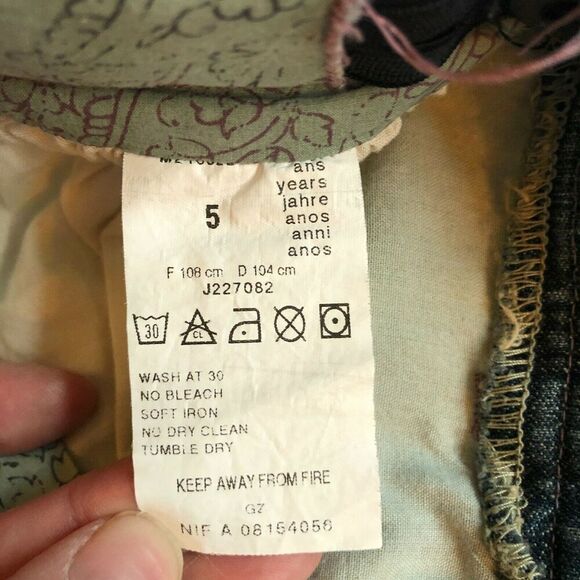 ans
years
jahre
5
anos
anni
anos
F 108 cm D 104 cm
J227082
30 CL
WASH AT 30
NO BLEACH
SOFT IRON
NO DRY CLEAN
TUMBLE DRY
KEEP AWAY FROM FIRE
GZ
NIF A 08154056